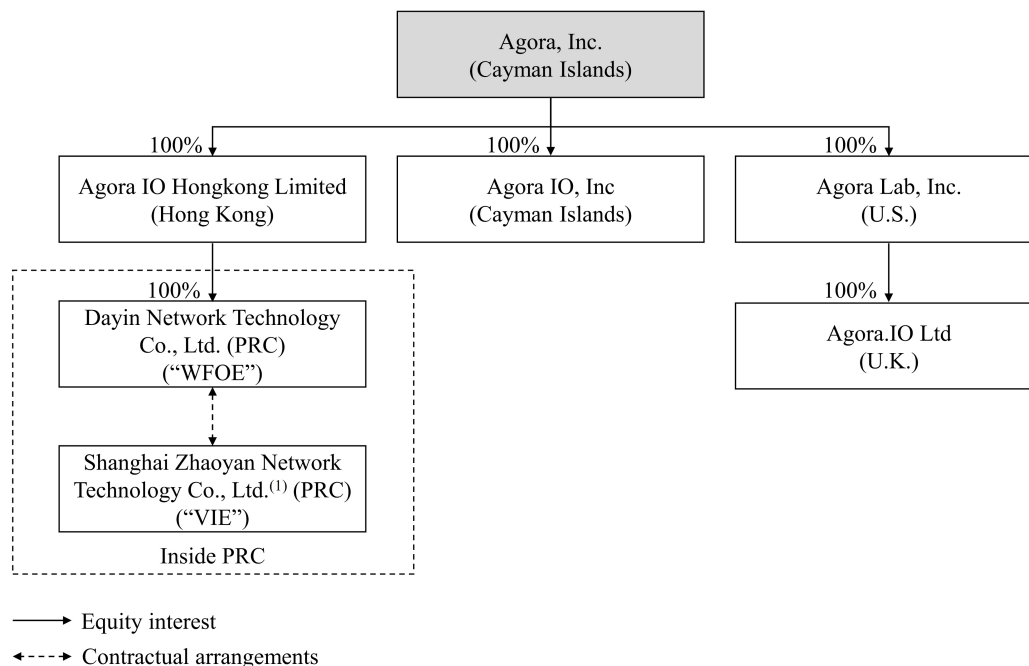 Agora, Inc.
(Cayman Islands)
100%
100%
100%
Agora IO Hongkong Limited
(Hong Kong)
Agora IO, Inc
(Cayman Islands)
Agora Lab, Inc.
(U.S.)
100%
100%
Dayin Network Technology
Co., Ltd. (PRC)
(“WFOE”)
Agora.IO Ltd
(U.K.)
Shanghai Zhaoyan Network
Technology Co., Ltd.(1) (PRC)
(“VIE”)
Inside PRC
Equity interest
Contractual arrangements